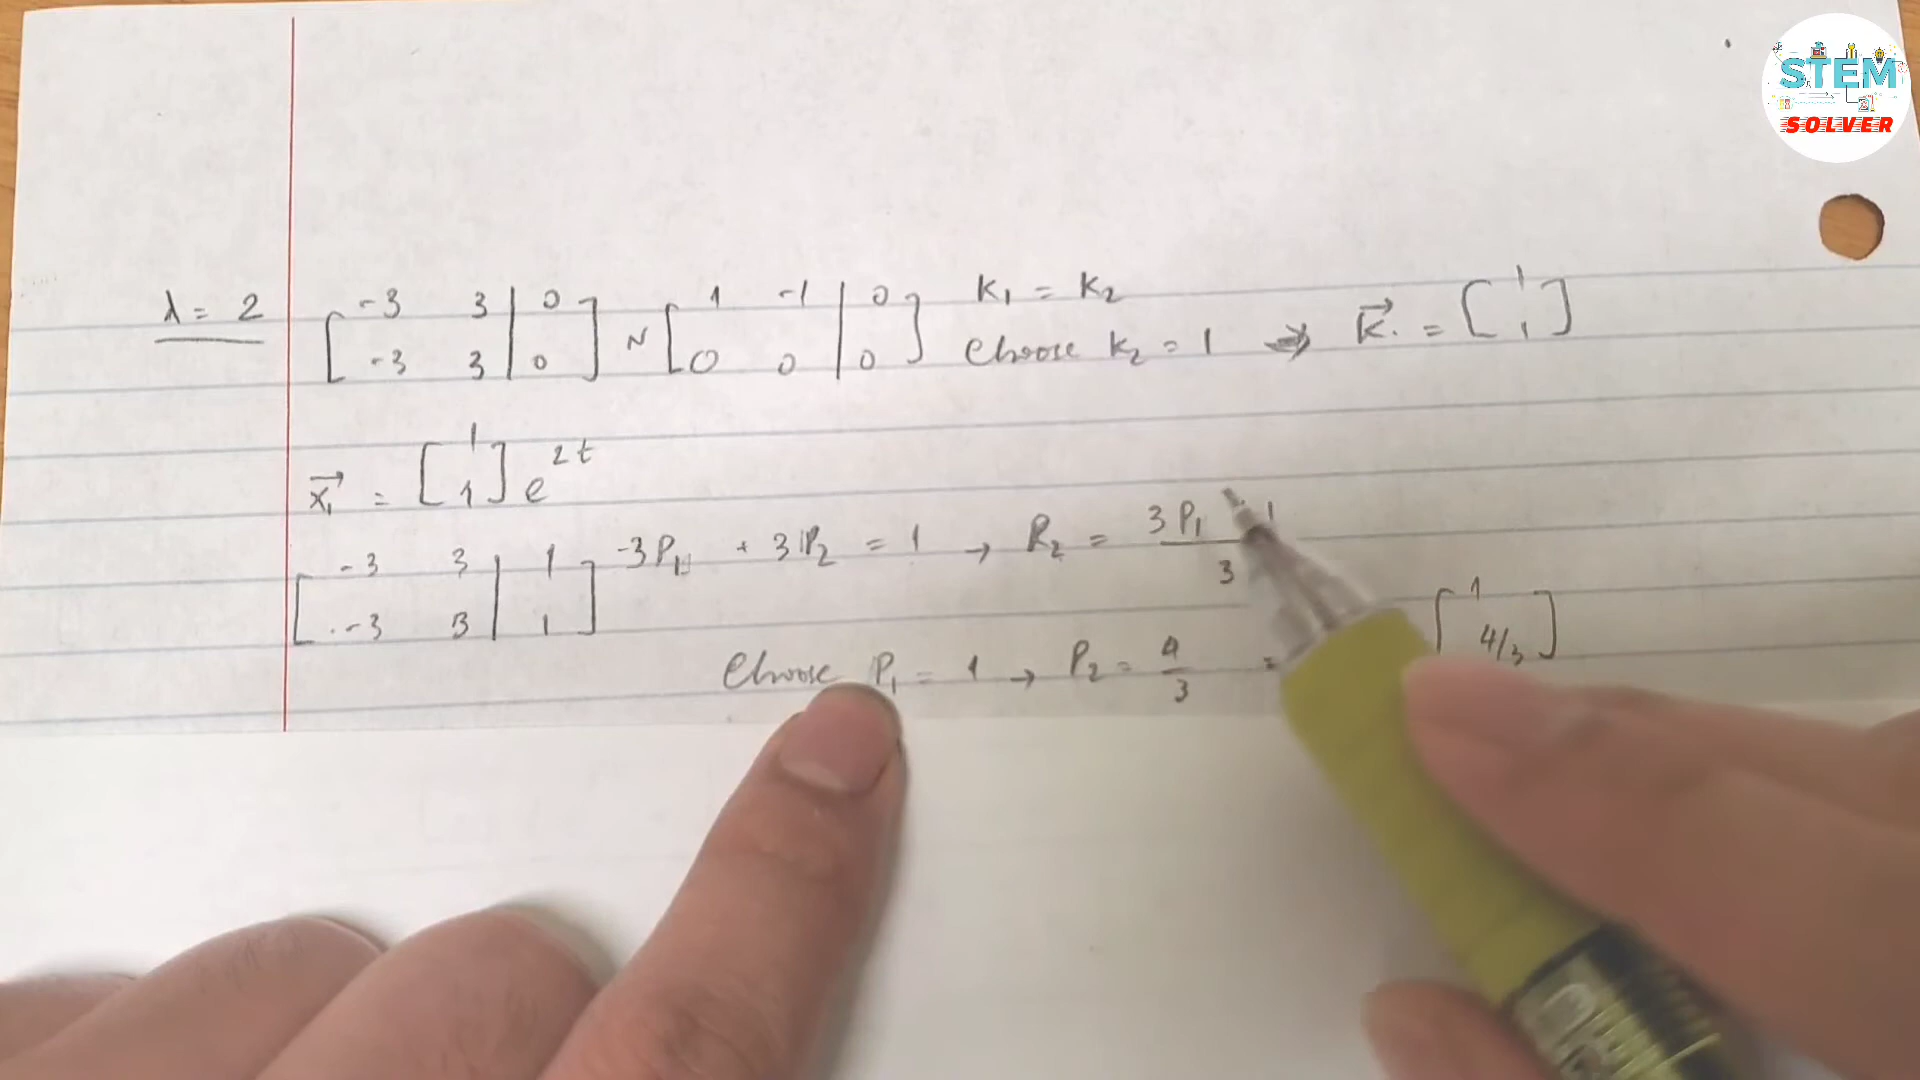 STEM
SOLVER
λ = 2 [ -3 3 | 0 ; -3 3 | 0 ] ~ [ 1 -1 | 0 ; 0 0 | 0 ] K₁ = K₂
Choose K₂ = 1 ⇒ K⃗ = [ 1 ; 1 ]
x⃗₁ = [ 1 ; 1 ] e^2t
[ -3 3 | 1 ; -3 3 | 1 ] -3P₁ + 3P₂ = 1 → P₂ = 3P₁ 1 / 3
Choose P₁ = 1 → P₂ = 4/3 = [ 1 ; 4/3 ]